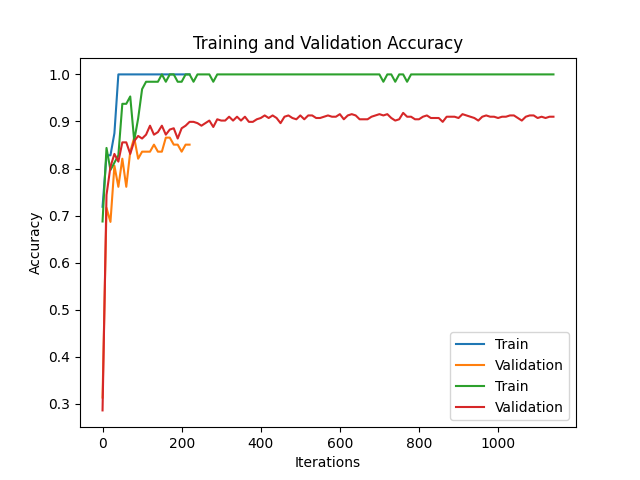 Training and Validation Accuracy
1.0
0.9
0.8
0.7
0.6
0.5
0.4
0.3
Accuracy
0 200 400 600 800 1000
Iterations
Train
Validation
Train
Validation